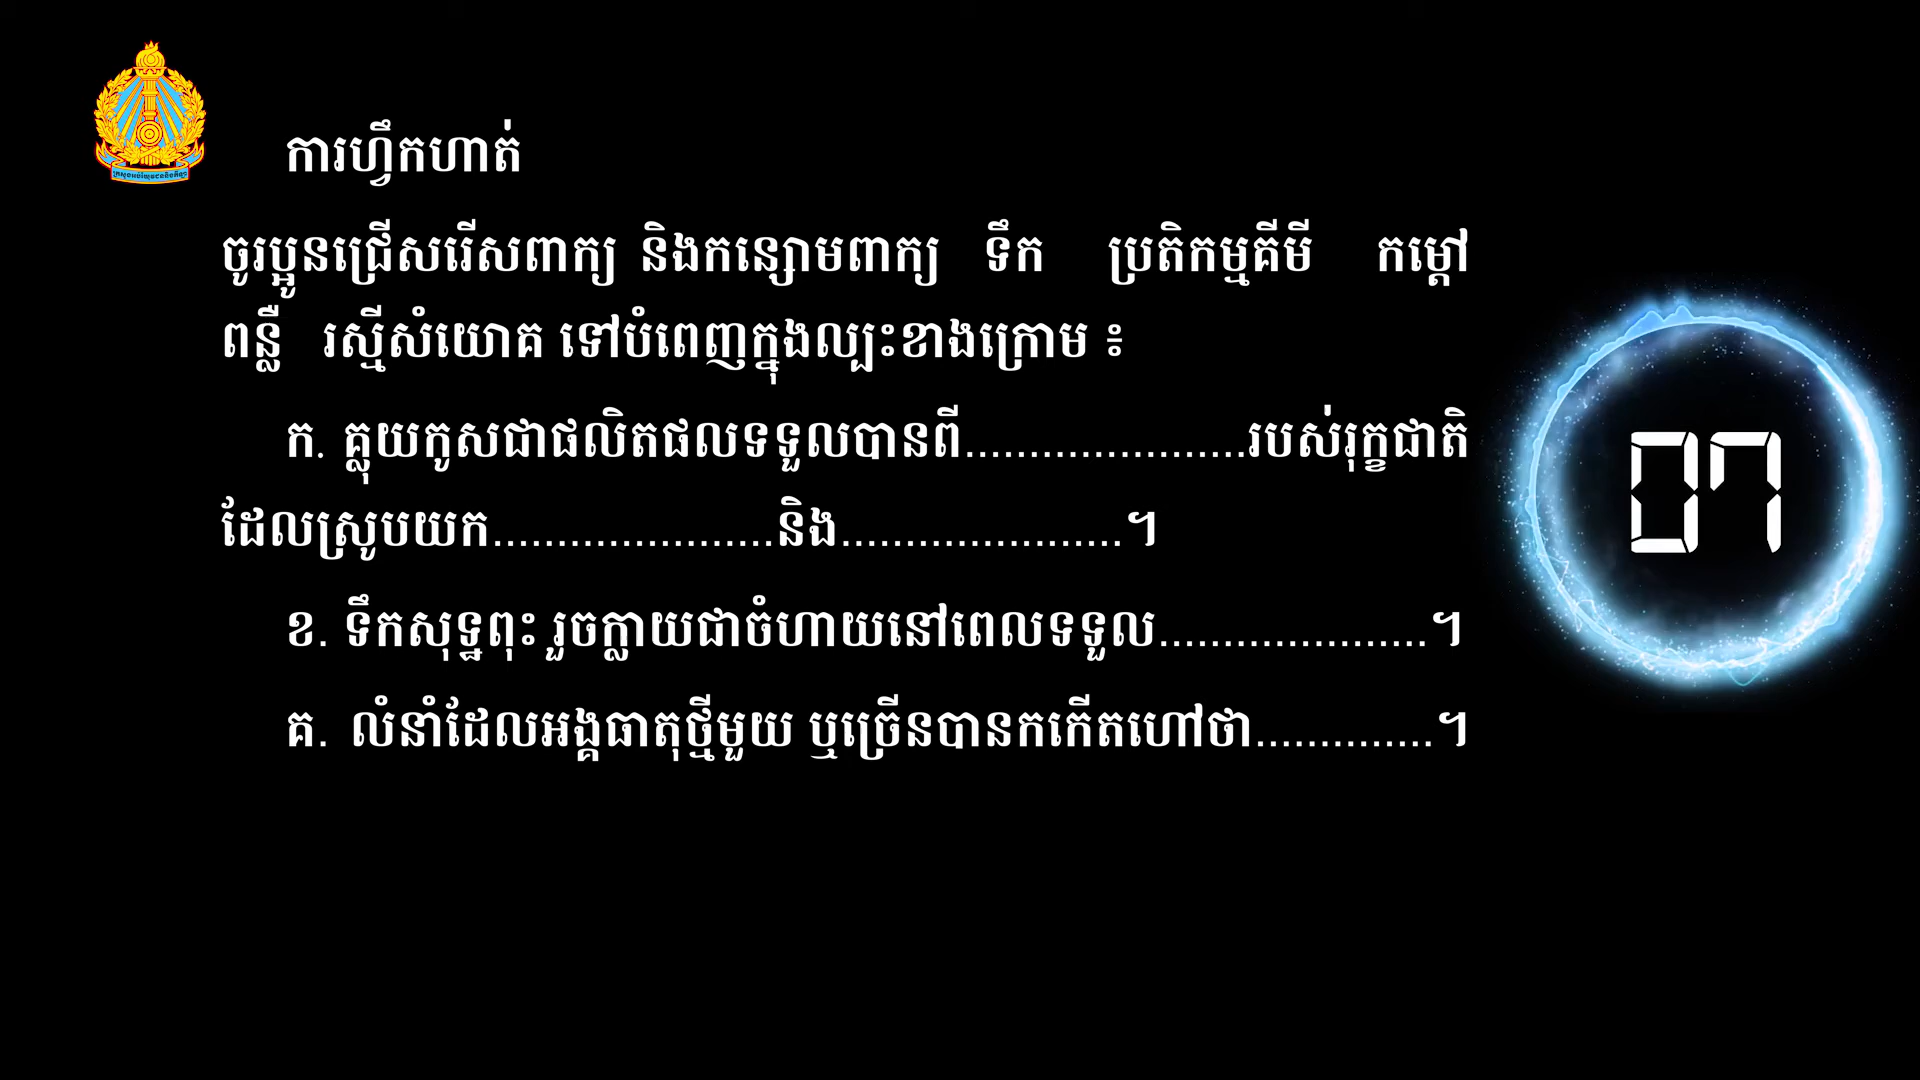 ការហ្វឹកហាត់
ចូរប្អូនជ្រើសរើសពាក្យ និងកន្សោមពាក្យ ទឹក ប្រតិកម្មគីមី កម្ដៅ
ពន្លឺ រស្មីសំយោគ ទៅបំពេញក្នុងល្បះខាងក្រោម ៖
ក. គ្លុយកូសជាផលិតផលទទួលបានពី......................របស់រុក្ខជាតិ
ដែលស្រូបយក......................និង......................។
ខ. ទឹកសុទ្ឋពុះ រួចក្លាយជាចំហាយនៅពេលទទួល.....................។
គ. លំនាំដែលអង្គធាតុថ្មីមួយ ឬច្រើនបានកកើតហៅថា..............។
07